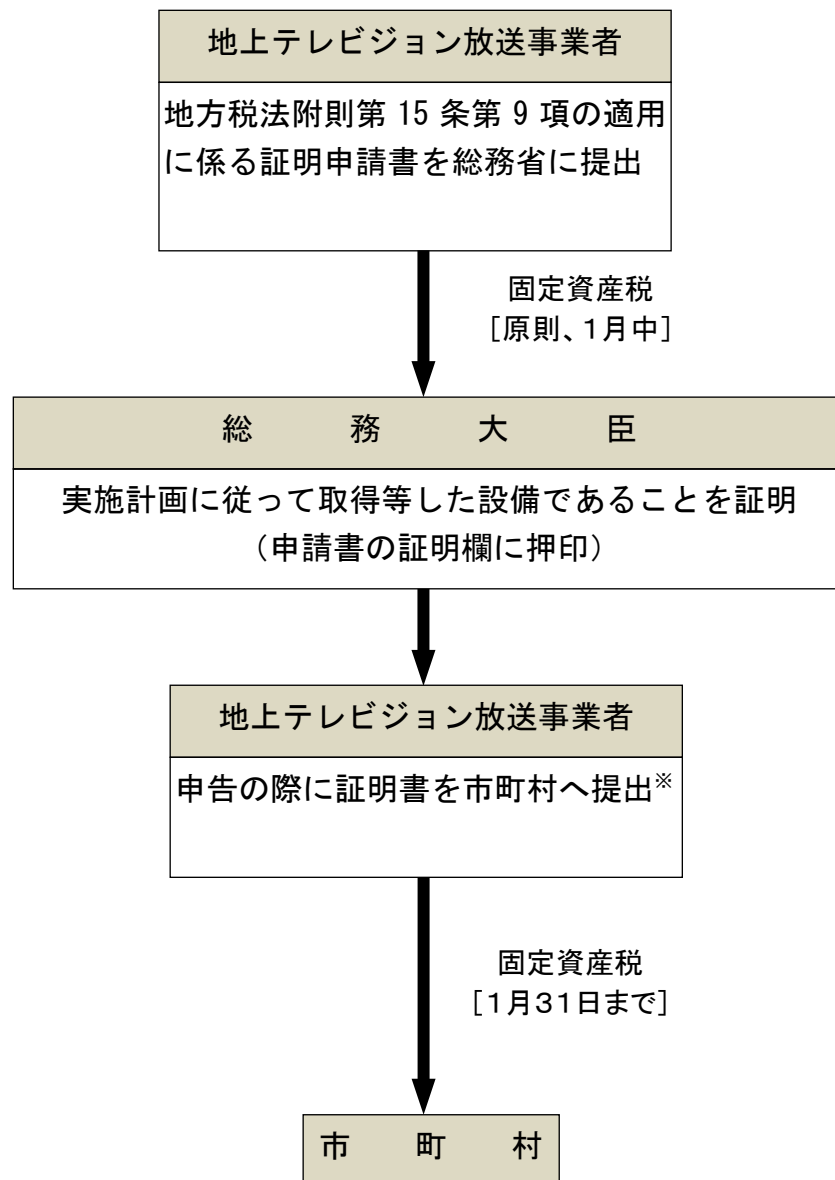 地上テレビジョン放送事業者
地方税法附則第 15 条第 9 項の適用
に係る証明申請書を総務省に提出
固定資産税
[原則、1月中]
総務大臣
実施計画に従って取得等した設備であることを証明
（申請書の証明欄に押印）
地上テレビジョン放送事業者
申告の際に証明書を市町村へ提出※
固定資産税
[1月31日まで]
市町村